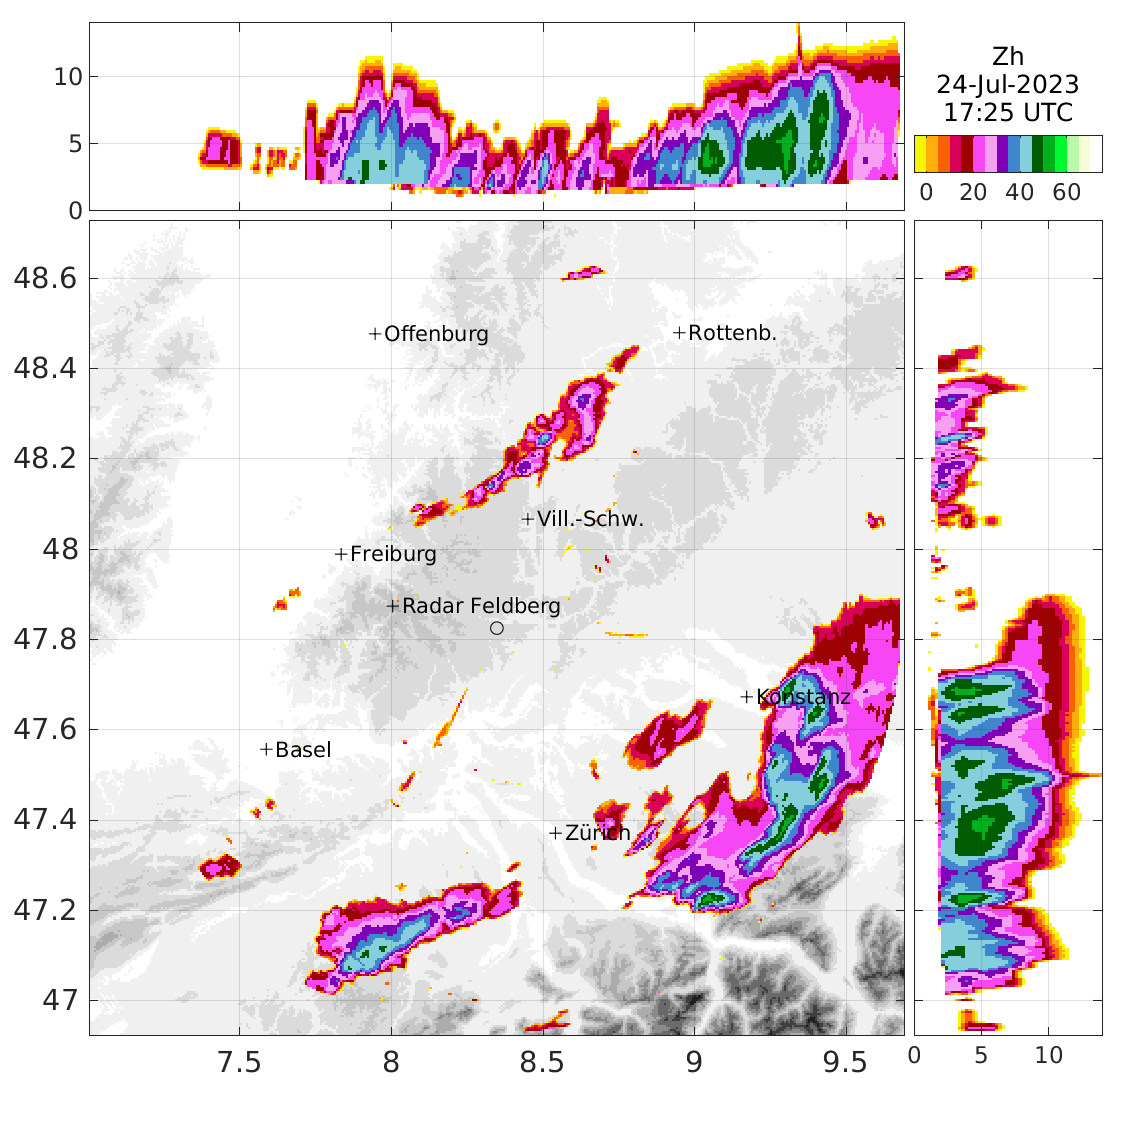 10
5
0
Zh
24-Jul-2023
17:25 UTC
0 20 40 60
48.6
48.4
48.2
48
47.8
47.6
47.4
47.2
47
+Offenburg
+Rottenb.
+Vill.-Schw.
+Freiburg
+Radar Feldberg
+Konstanz
+Basel
+Zürich
7.5 8 8.5 9 9.5
0 5 10